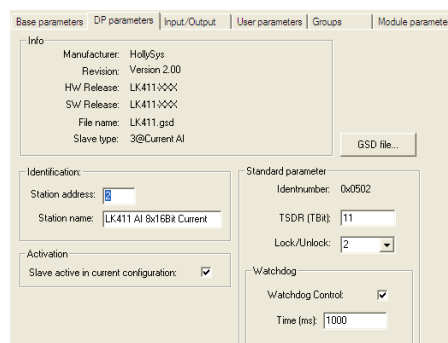 Base parameters DP parameters Input/Output User parameters Groups Module paramete
Info
Manufacturer: HollySys
Revision: Version 2.00
HW Release: LK411-XXX
SW Release: LK411-XXX
File name: LK411.gsd
Slave type: 3@Current AI
GSD file...
Identification:
Station address: 2
Station name: LK411 AI 8x16Bit Current
Activation
Slave active in current configuration:
Standard parameter
Identnumber: 0x0502
TSDR (TBit): 11
Lock/Unlock: 2
Watchdog
Watchdog Control:
Time (ms): 1000